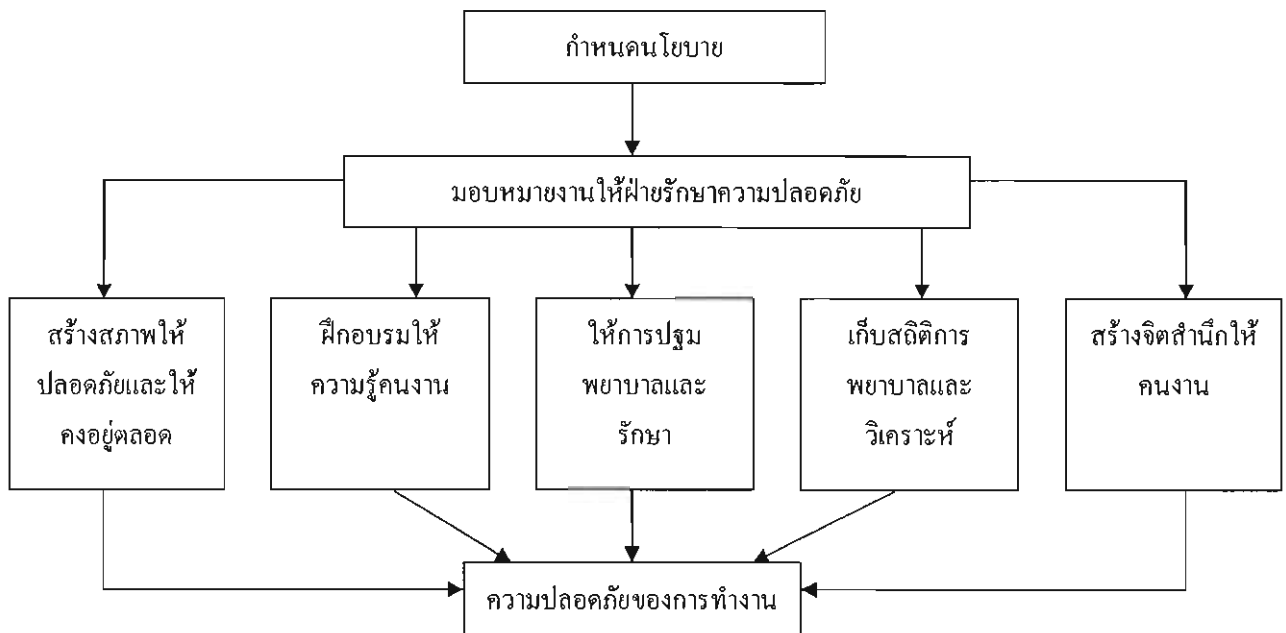 กำหนดนโยบาย
มอบหมายงานให้ฝ่ายรักษาความปลอดภัย
สร้างสภาพให้
ปลอดภัยและให้
คงอยู่ตลอด
ฝึกอบรมให้
ความรู้คนงาน
ให้การปฐม
พยาบาลและ
รักษา
เก็บสถิติการ
พยาบาลและ
วิเคราะห์
สร้างจิตสำนึกให้
คนงาน
ความปลอดภัยของการทำงาน